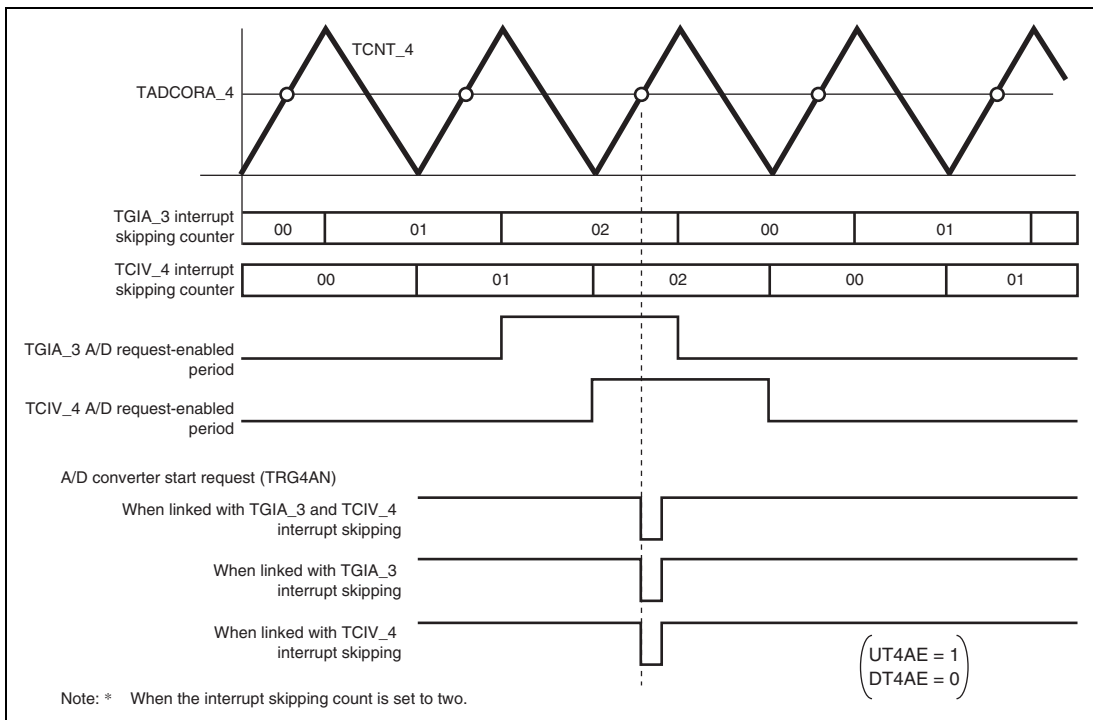 TCNT_4
TADCORA_4
TGIA_3 interrupt
skipping counter
00 01 02 00 01
TCIV_4 interrupt
skipping counter
00 01 02 00 01
TGIA_3 A/D request-enabled
period
TCIV_4 A/D request-enabled
period
A/D converter start request (TRG4AN)
When linked with TGIA_3 and TCIV_4
interrupt skipping
When linked with TGIA_3
interrupt skipping
When linked with TCIV_4
interrupt skipping
UT4AE = 1
DT4AE = 0
Note: * When the interrupt skipping count is set to two.